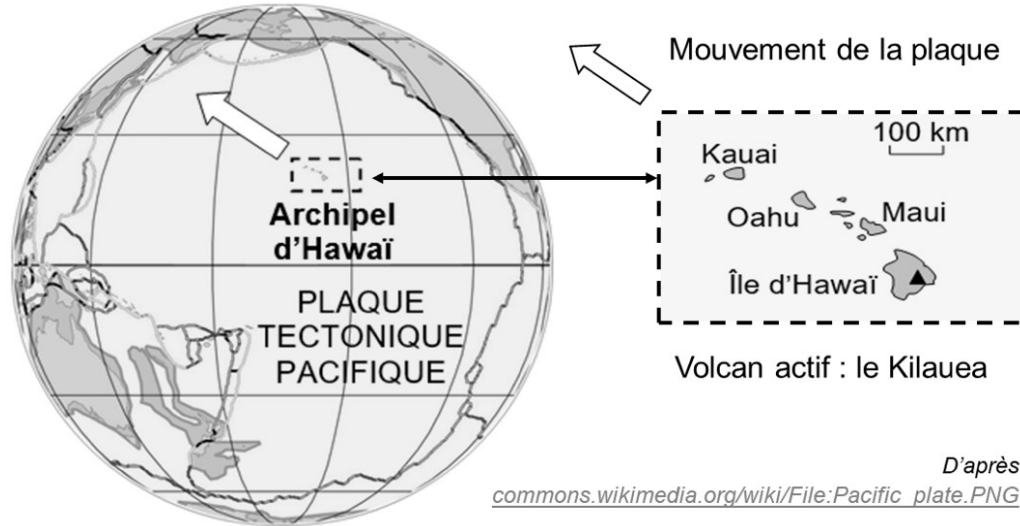 Mouvement de la plaque
100 km
Kauai
Oahu
Maui
Île d'Hawaï
Archipel
d'Hawaï
PLAQUE
TECTONIQUE
PACIFIQUE
Volcan actif : le Kilauea
D'après
commons.wikimedia.org/wiki/File:Pacific_plate.PNG